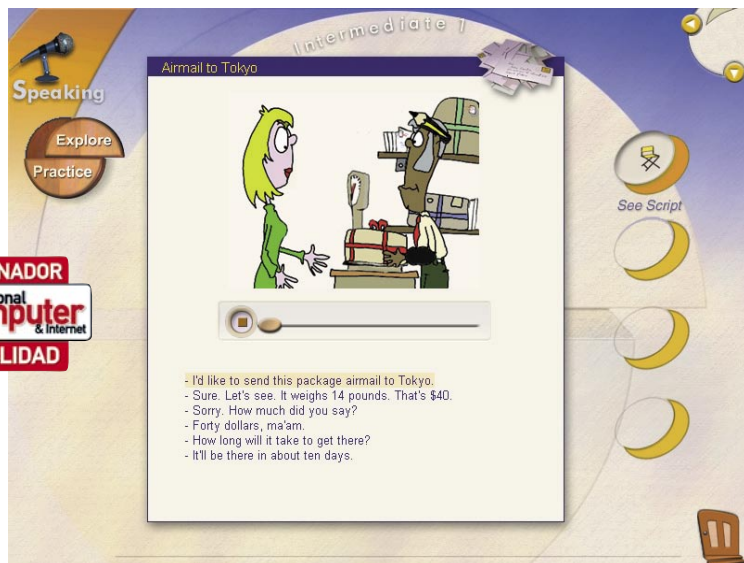 Intermediate 1
Airmail to Tokyo
Speaking
Explore
Practice
See Script
NADOR
onal
mputer
& Internet
LIDAD
- I'd like to send this package airmail to Tokyo.
- Sure. Let's see. It weighs 14 pounds. That's $40.
- Sorry. How much did you say?
- Forty dollars, ma'am.
- How long will it take to get there?
- It'll be there in about ten days.